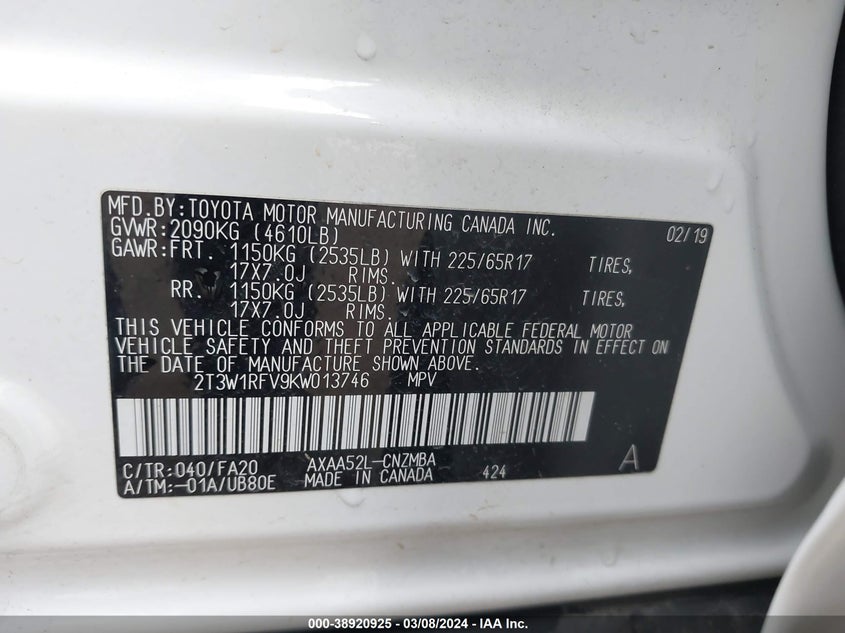 MFD.BY:TOYOTA MOTOR MANUFACTURING CANADA INC. 02/19
GVWR:2090KG (4610LB)
GAWR:FRT. 1150KG (2535LB) WITH 225/65R17 TIRES,
17X7.0J RIMS.
RR. 1150KG (2535LB) WITH 225/65R17 TIRES,
17X7.0J RIMS.
THIS VEHICLE CONFORMS TO ALL APPLICABLE FEDERAL MOTOR
VEHICLE SAFETY AND THEFT PREVENTION STANDARDS IN EFFECT ON
THE DATE OF MANUFACTURE SHOWN ABOVE.
2T3W1RFV9KW013746 MPV
C/TR:040/FA20 AXAA52L-CNZMBA 424 A
A/TM:-01A/UB80E MADE IN CANADA
000-38920925 - 03/08/2024 - IAA Inc.